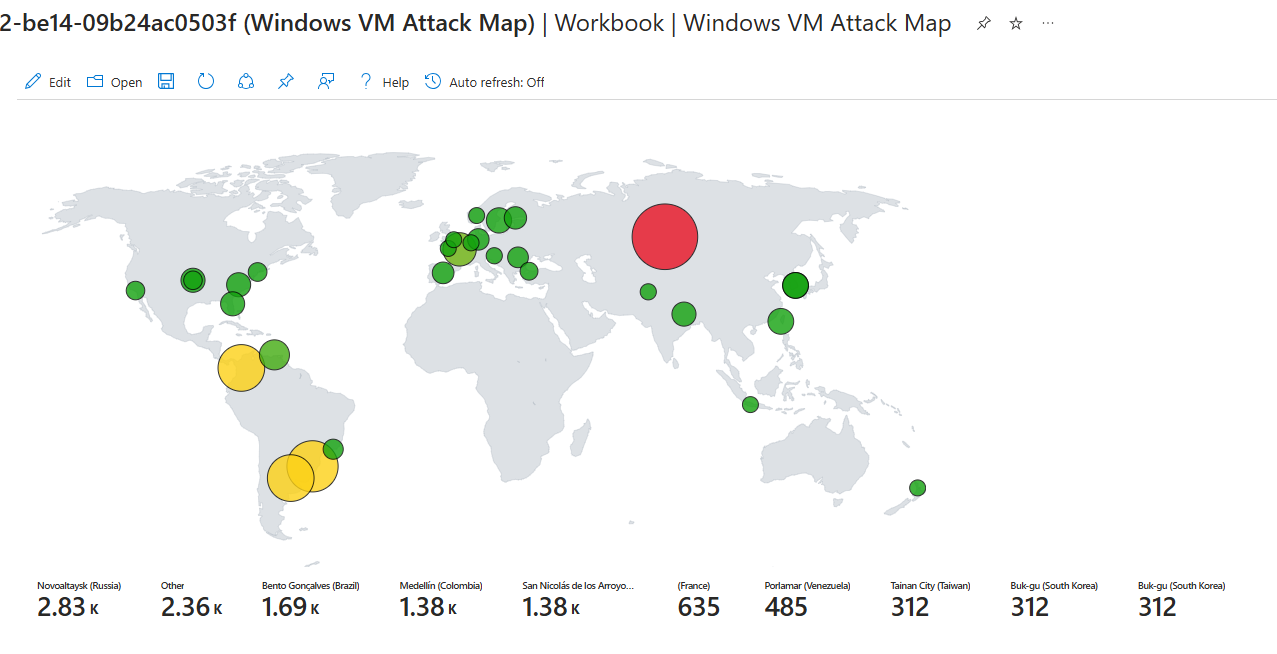 2-be14-09b24ac0503f (Windows VM Attack Map) | Workbook | Windows VM Attack Map ···
Edit Open ? Help Auto refresh: Off
Novoaltaysk (Russia) Other Bento Gonçalves (Brazil) Medellín (Colombia) San Nicolás de los Arroyo... (France) Porlamar (Venezuela) Tainan City (Taiwan) Buk-gu (South Korea) Buk-gu (South Korea)
2.83 K 2.36 K 1.69 K 1.38 K 1.38 K 635 485 312 312 312